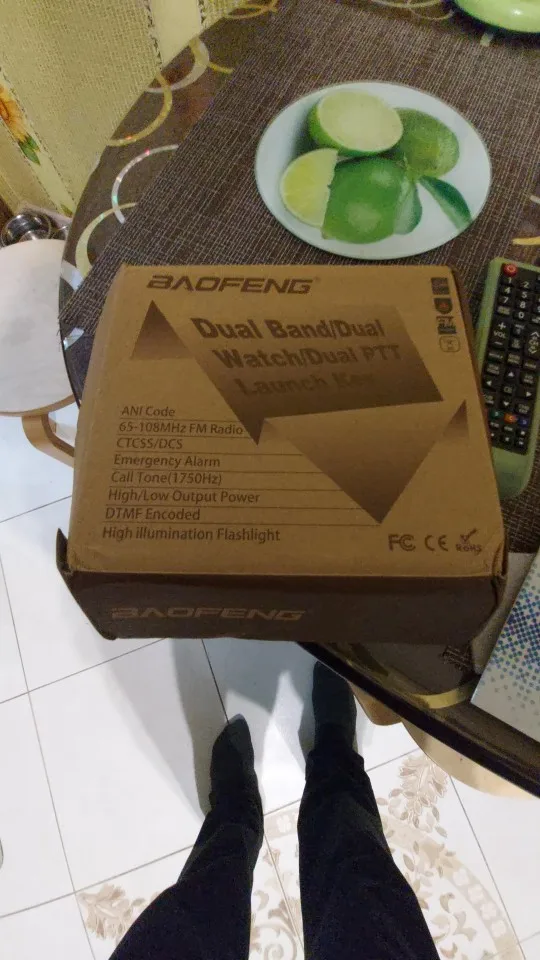 BAOFENG
Dual Band/Dual
Watch/Dual PTT
Launch Key
ANI Code
65-108MHz FM Radio
CTCSS/DCS
Emergency Alarm
Call Tone(1750Hz)
High/Low Output Power
DTMF Encoded
High illumination Flashlight
FC CE RoHS
BAOFENG